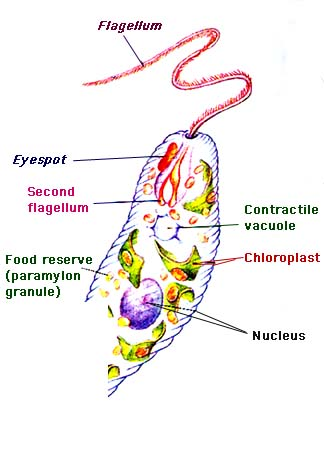 Flagellum
Eyespot
Second
flagellum
Contractile
vacuole
Food reserve
(paramylon
granule)
Chloroplast
Nucleus